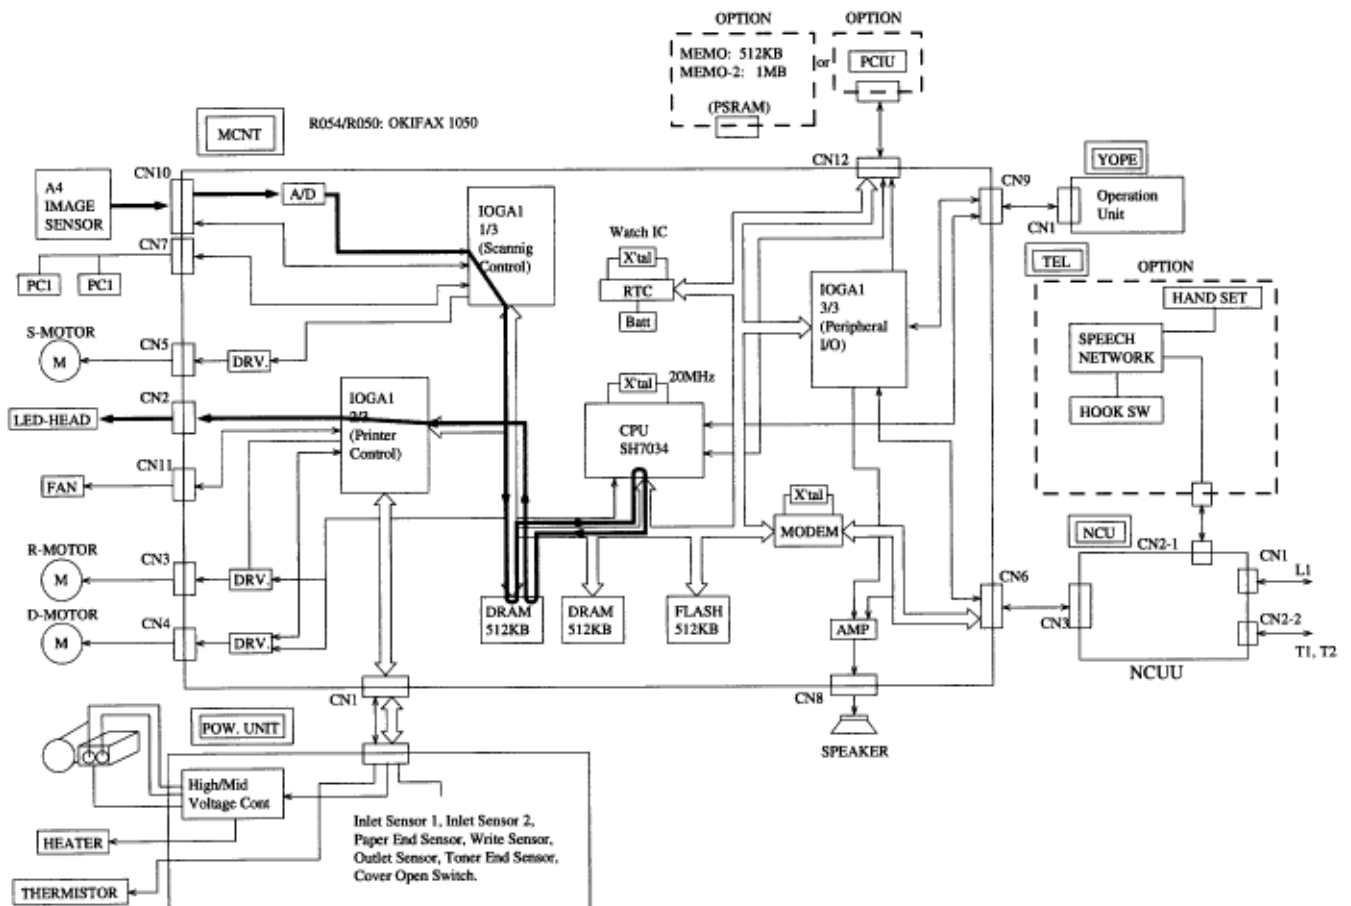 OPTION
OPTION
MEMO: 512KB
MEMO-2: 1MB
or
PCIU
(PSRAM)
MCNT
R054/R050: OKIFAX 1050
CN12
YOPE
CN10
CN9
A4
IMAGE
SENSOR
A/D
IOGA1
1/3
(Scannig
Control)
Operation
Unit
CN1
CN7
Watch IC
X'tal
RTC
Batt
TEL
OPTION
PC1
PC1
IOGA1
3/3
(Peripheral
I/O)
HAND SET
S-MOTOR
M
CN5
DRV.
SPEECH
NETWORK
X'tal
20MHz
CN2
IOGA1
2/3
(Printer
Control)
LED-HEAD
HOOK SW
CPU
SH7034
CN11
FAN
X'tal
MODEM
NCU
CN2-1
R-MOTOR
M
CN3
DRV.
CN6
CN1
L1
D-MOTOR
M
CN4
DRV.
DRAM
512KB
DRAM
512KB
FLASH
512KB
AMP
CN3
CN2-2
T1, T2
NCUU
CN1
CN8
POW. UNIT
SPEAKER
High/Mid
Voltage Cont
Inlet Sensor 1, Inlet Sensor 2,
Paper End Sensor, Write Sensor,
Outlet Sensor, Toner End Sensor,
Cover Open Switch.
HEATER
THERMISTOR